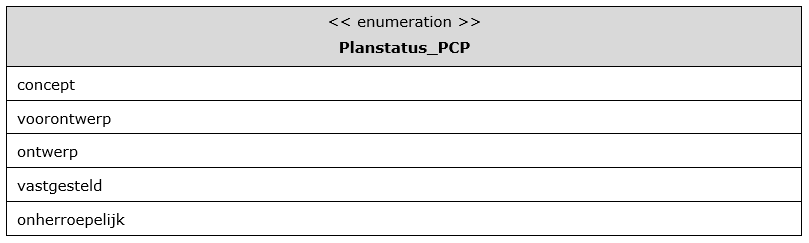 << enumeration >>
Planstatus_PCP
concept
voorontwerp
ontwerp
vastgesteld
onherroepelijk